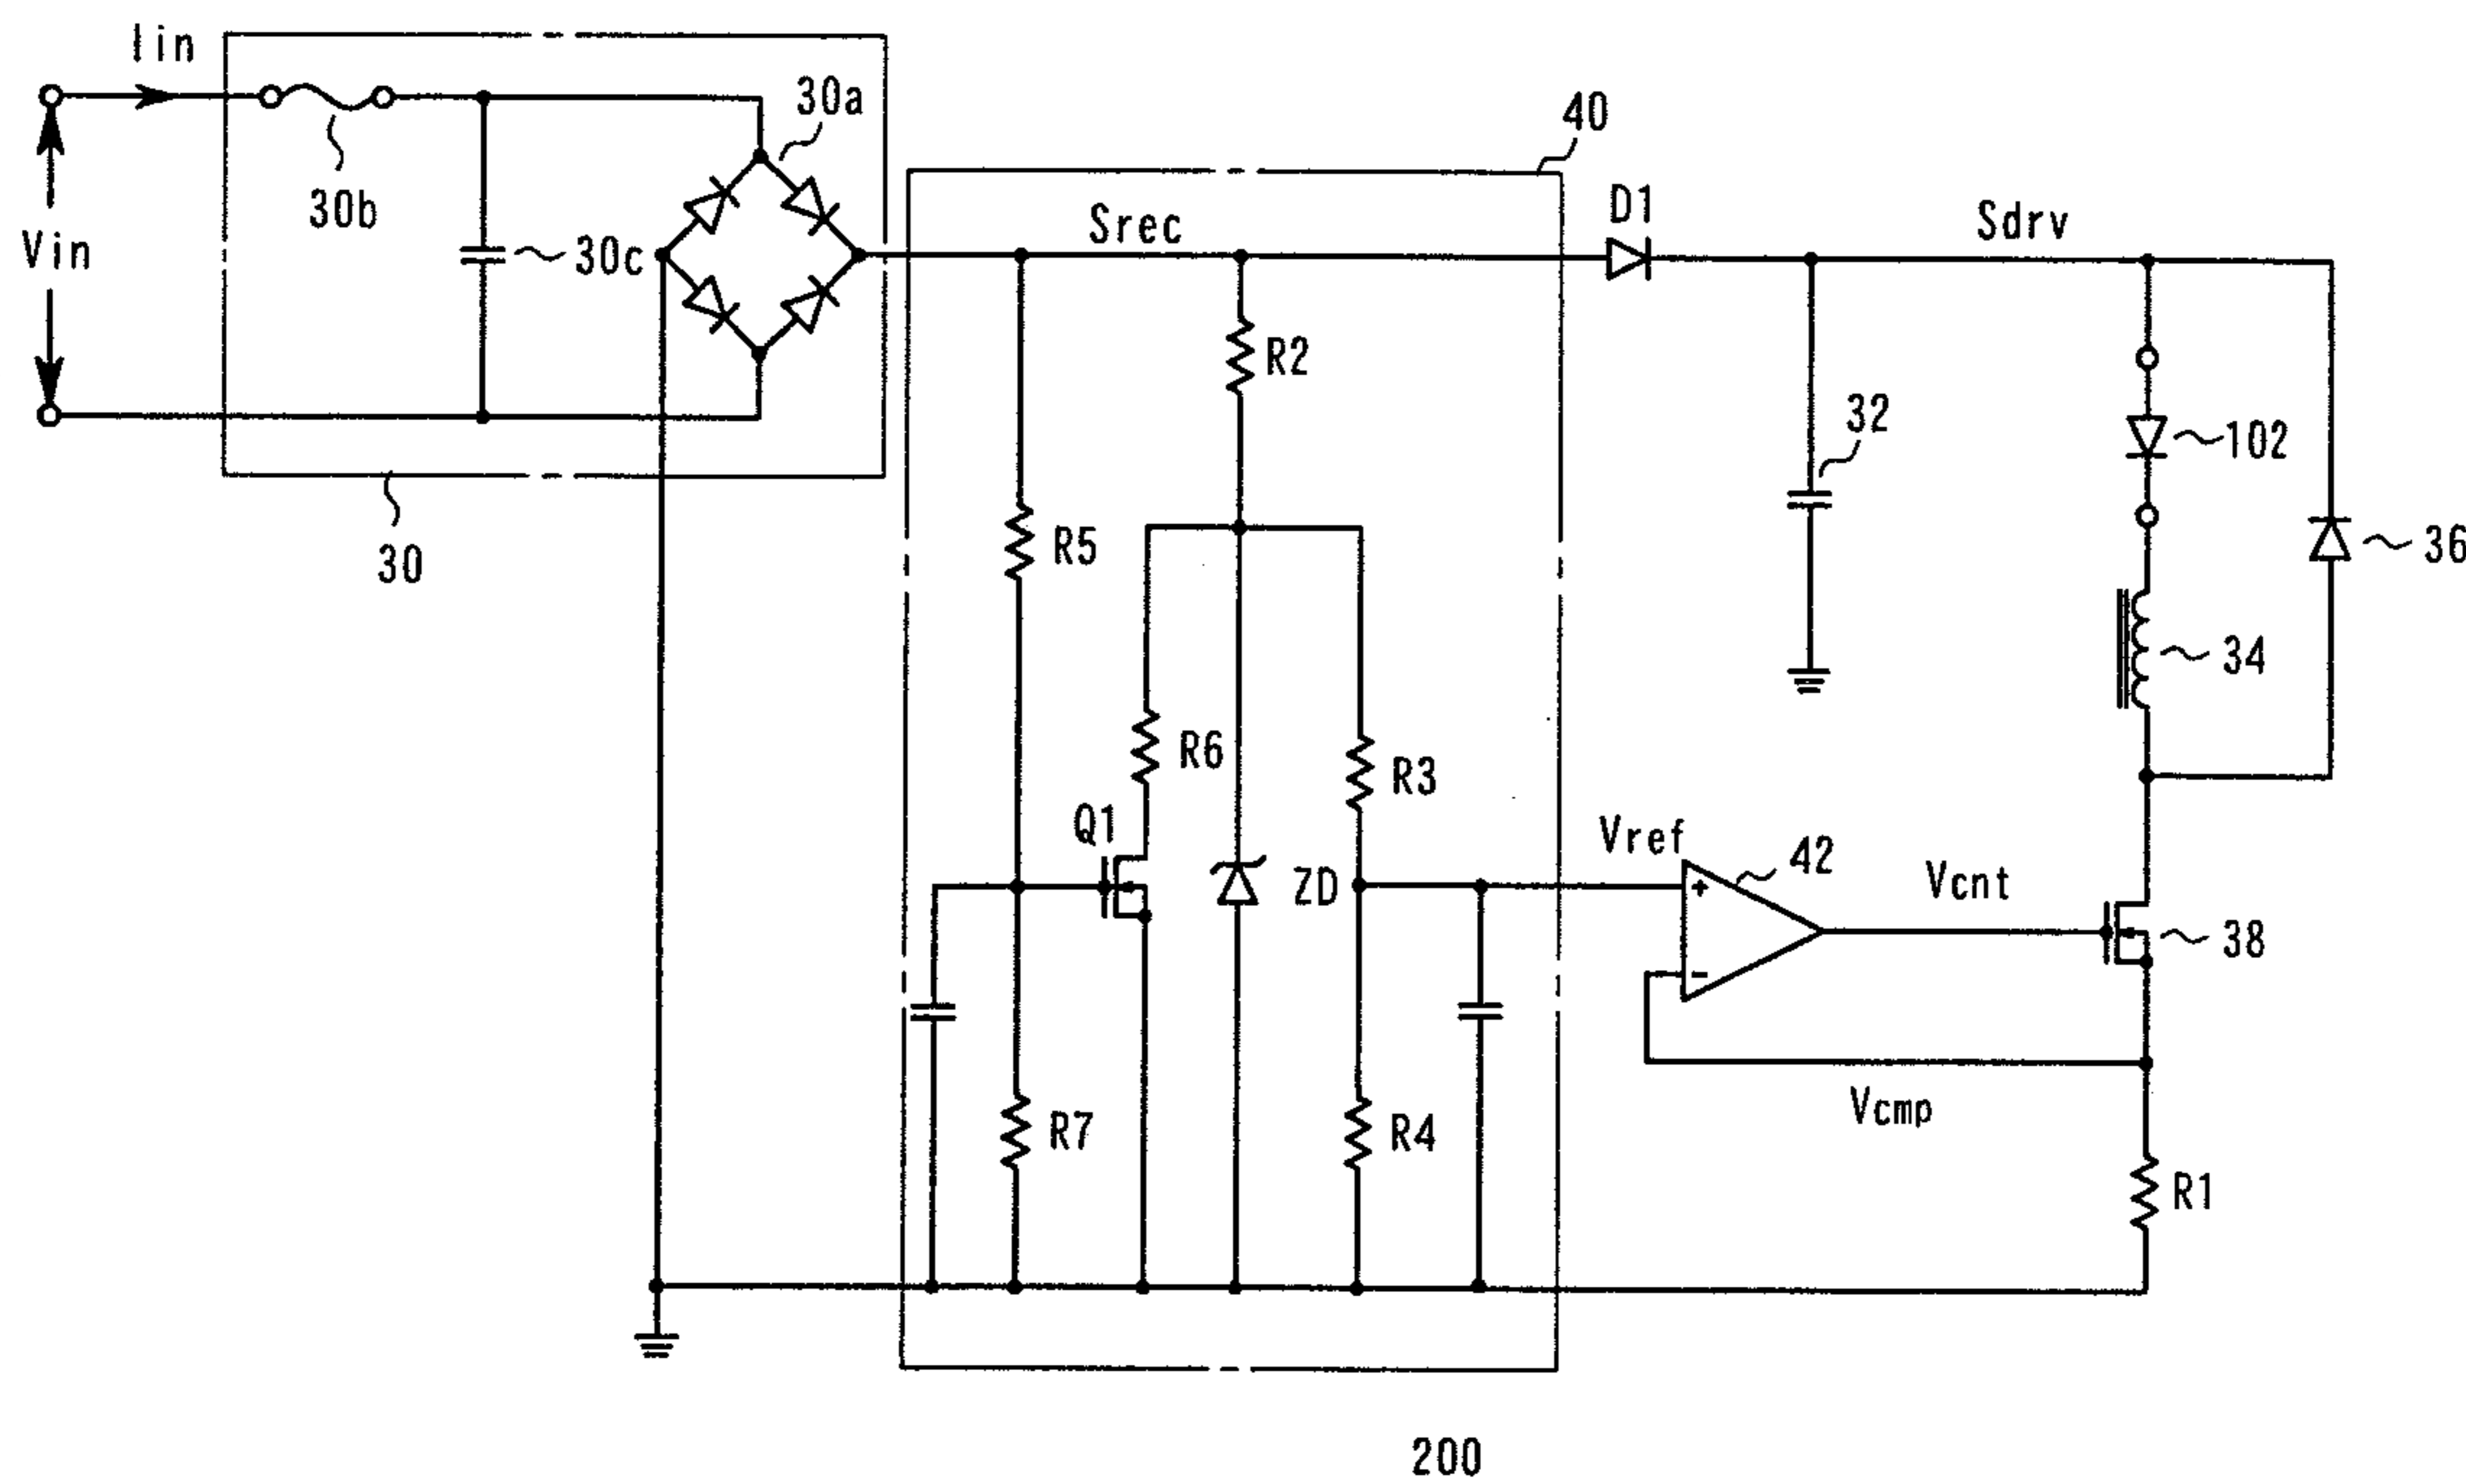 Iin
30a
40
30b
Vin
30c
Srec
D1
Sdrv
R2
32
102
R5
36
30
34
R6
R3
Q1
Vref
42
ZD
+
Vcnt
38
-
R7
R4
Vcmp
R1
200